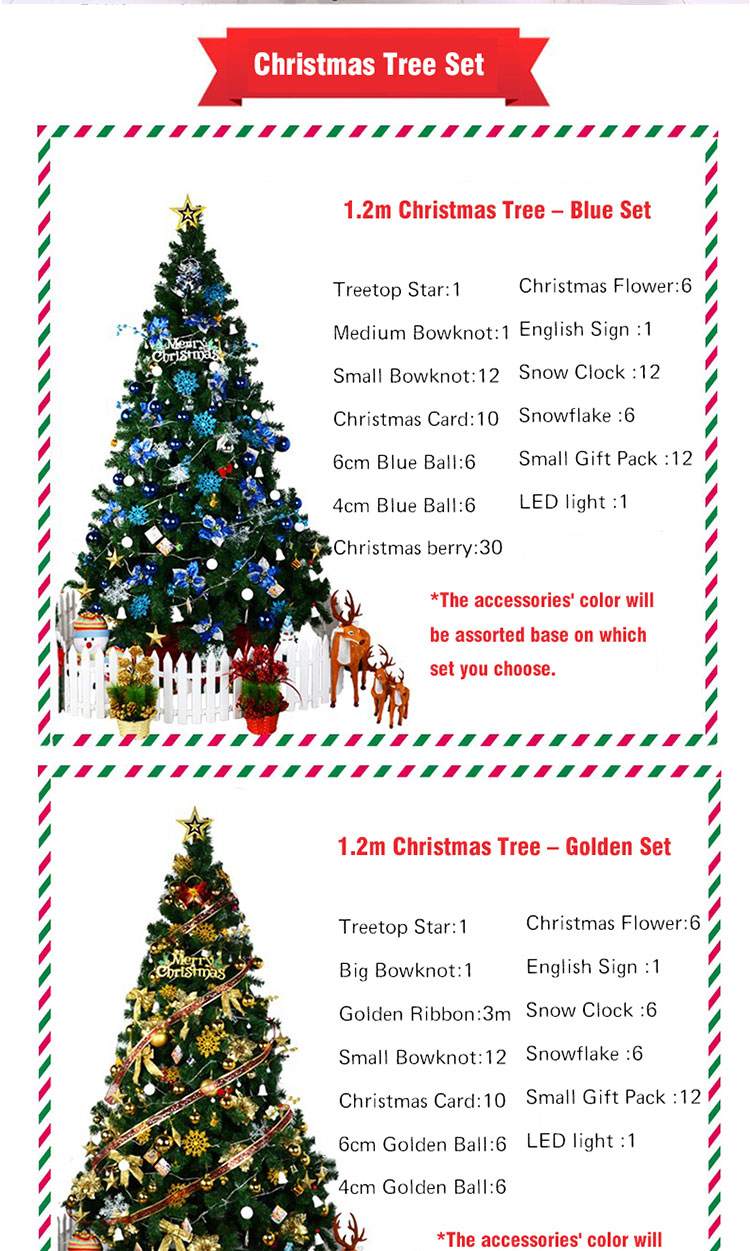 Christmas Tree Set
1.2m Christmas Tree – Blue Set
Treetop Star:1
Medium Bowknot:1
Small Bowknot:12
Christmas Card:10
6cm Blue Ball:6
4cm Blue Ball:6
Christmas berry:30
Christmas Flower:6
English Sign :1
Snow Clock :12
Snowflake :6
Small Gift Pack :12
LED light :1
*The accessories' color will
be assorted base on which
set you choose.
Merry
Christmas
1.2m Christmas Tree – Golden Set
Treetop Star:1
Big Bowknot:1
Golden Ribbon:3m
Small Bowknot:12
Christmas Card:10
6cm Golden Ball:6
4cm Golden Ball:6
Christmas Flower:6
English Sign :1
Snow Clock :6
Snowflake :6
Small Gift Pack :12
LED light :1
*The accessories' color will
Merry
Christmas